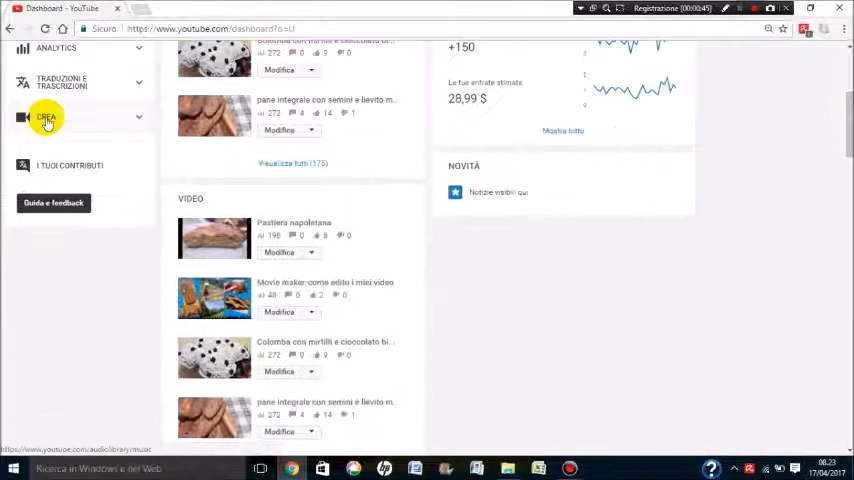 Dashboard - YouTube
Registrazione [00:00:45]
Sicuro
https://www.youtube.com/dashboard?o=U
ANALYTICS
TRADUZIONI E
TRASCRIZIONI
CREA
I TUOI CONTRIBUTI
Guida e feedback
272 0 9 0
Modifica
pane integrale con semini e lievito m...
272 4 14 1
Modifica
Visualizza tutti (175)
VIDEO
Pastiera napoletana
198 0 8 0
Modifica
Movie maker-come edito i miei video
48 0 2 0
Modifica
Colomba con mirtilli e cioccolato bi...
272 0 9 0
Modifica
pane integrale con semini e lievito m.
272 4 14 1
Modifica
+150
Le tue entrate stimate
28,99 $
Mostra tutto
NOVITÀ
Notizie visibili qui
https://www.youtube.com/audiolibrary/music
Ricerca in Windows e nel Web
08.23
17/04/2017